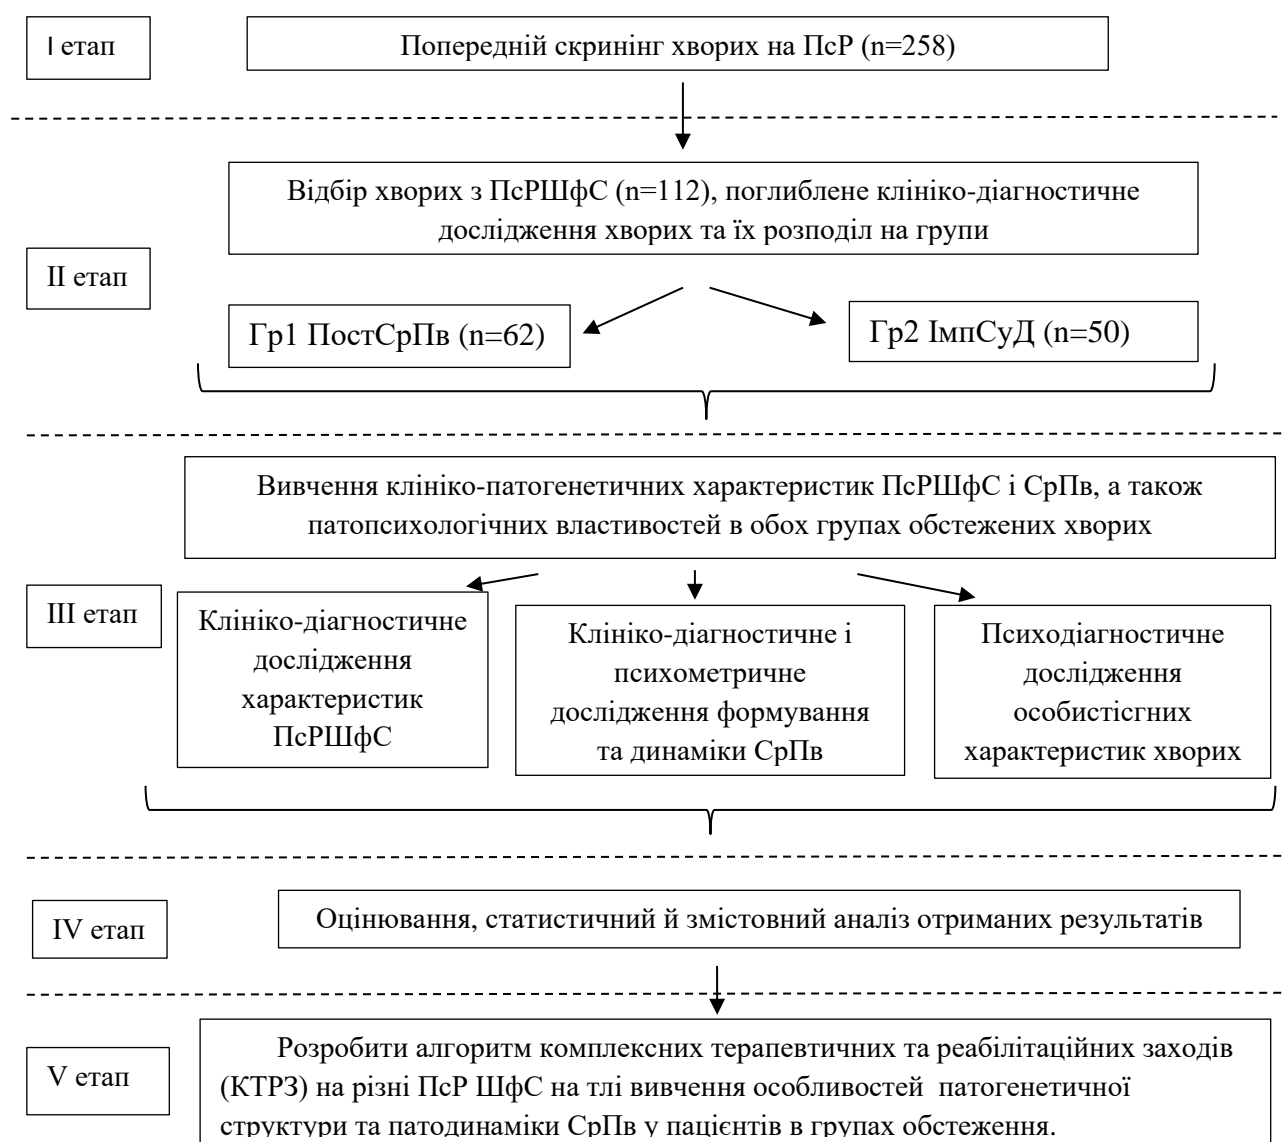 І етап
Попередній скринінг хворих на ПсР (n=258)
Відбір хворих з ПсРШфС (n=112), поглиблене клініко-діагностичне
дослідження хворих та їх розподіл на групи
ІІ етап
Гр1 ПостСрПв (n=62)
Гр2 ІмпСуД (n=50)
Вивчення клініко-патогенетичних характеристик ПсРШфС і СрПв, а також
патопсихологічних властивостей в обох групах обстежених хворих
ІІІ етап
Клініко-діагностичне
дослідження
характеристик
ПсРШфС
Клініко-діагностичне і
психометричне
дослідження формування
та динаміки СрПв
Психодіагностичне
дослідження
особистісгних
характеристик хворих
IV етап
Оцінювання, статистичний й змістовний аналіз отриманих результатів
V етап
Розробити алгоритм комплексних терапевтичних та реабілітаційних заходів
(КТРЗ) на різні ПсР ШфС на тлі вивчення особливостей патогенетичної
структури та патодинаміки СрПв у пацієнтів в групах обстеження.